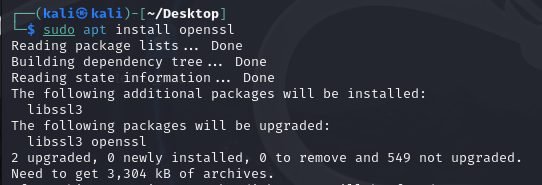 ┌──(kali㉿kali)-[~/Desktop]
└─$ sudo apt install openssl
Reading package lists... Done
Building dependency tree... Done
Reading state information... Done
The following additional packages will be installed:
  libssl3
The following packages will be upgraded:
  libssl3 openssl
2 upgraded, 0 newly installed, 0 to remove and 549 not upgraded.
Need to get 3,304 kB of archives.